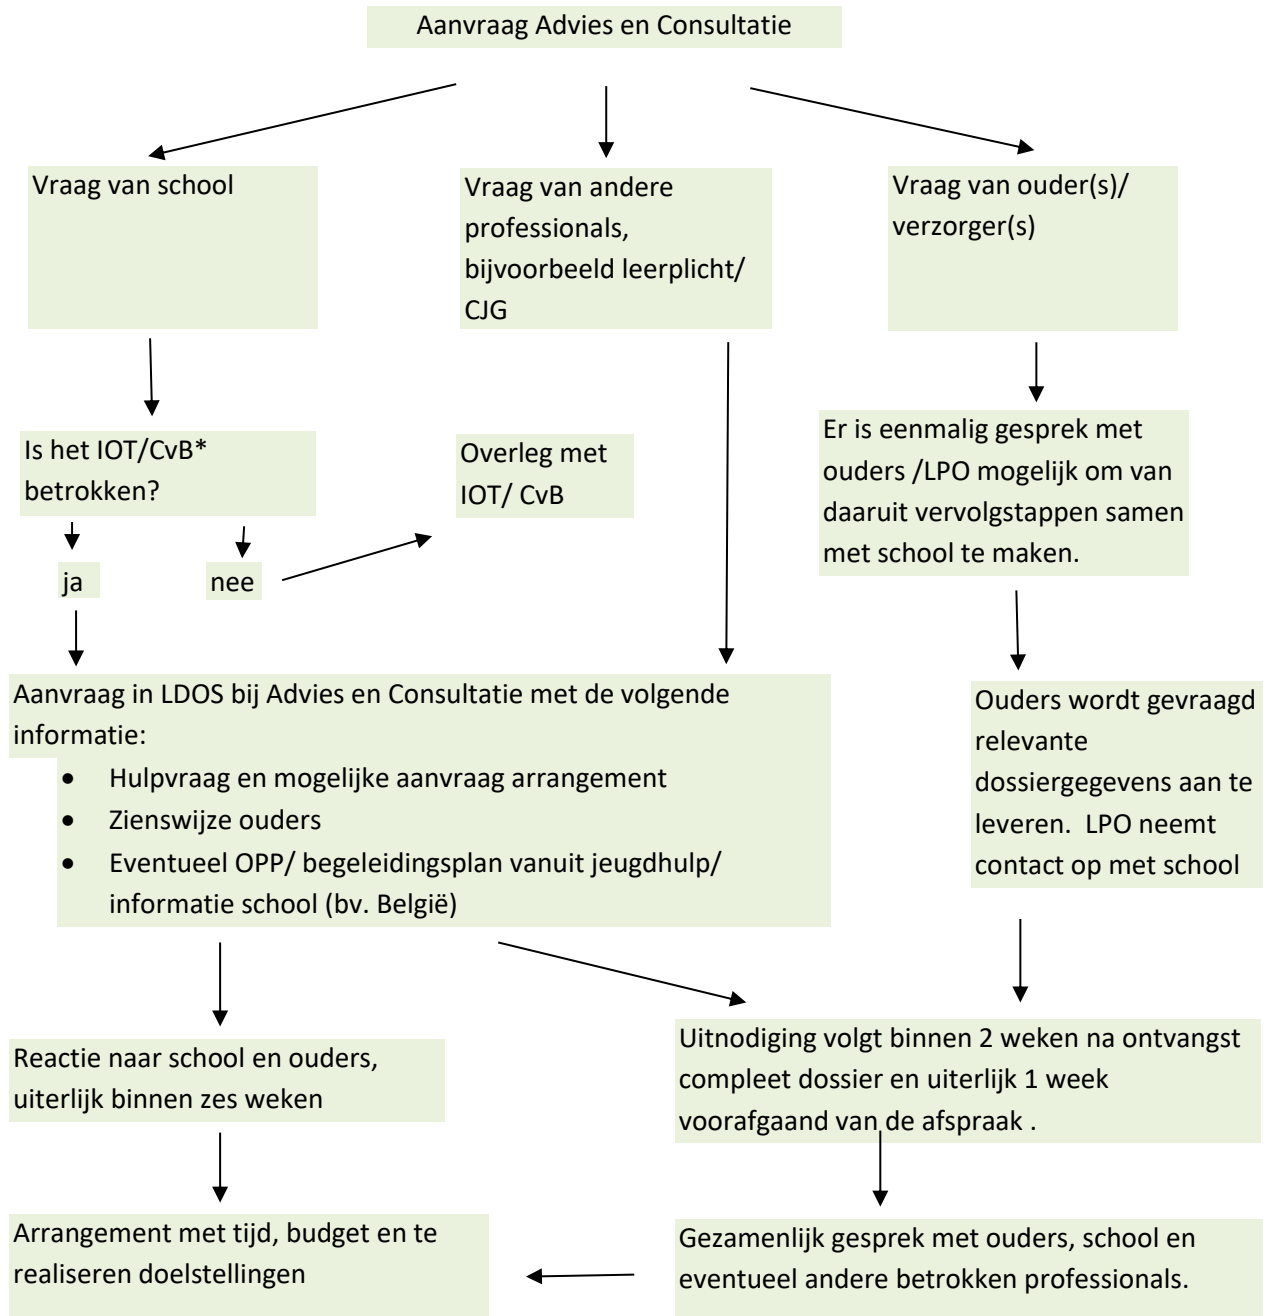 Aanvraag Advies en Consultatie
Vraag van school
Vraag van andere
professionals,
bijvoorbeeld leerplicht/
CJG
Vraag van ouder(s)/
verzorger(s)
Is het IOT/CvB*
betrokken?
Overleg met
IOT/ CvB
Er is eenmalig gesprek met
ouders /LPO mogelijk om van
daaruit vervolgstappen samen
met school te maken.
ja
nee
Aanvraag in LDOS bij Advies en Consultatie met de volgende
informatie:
• Hulpvraag en mogelijke aanvraag arrangement
• Zienswijze ouders
• Eventueel OPP/ begeleidingsplan vanuit jeugdhulp/
informatie school (bv. België)
Ouders wordt gevraagd
relevante
dossiergegevens aan te
leveren. LPO neemt
contact op met school
Reactie naar school en ouders,
uiterlijk binnen zes weken
Uitnodiging volgt binnen 2 weken na ontvangst
compleet dossier en uiterlijk 1 week
voorafgaand van de afspraak .
Arrangement met tijd, budget en te
realiseren doelstellingen
Gezamenlijk gesprek met ouders, school en
eventueel andere betrokken professionals.